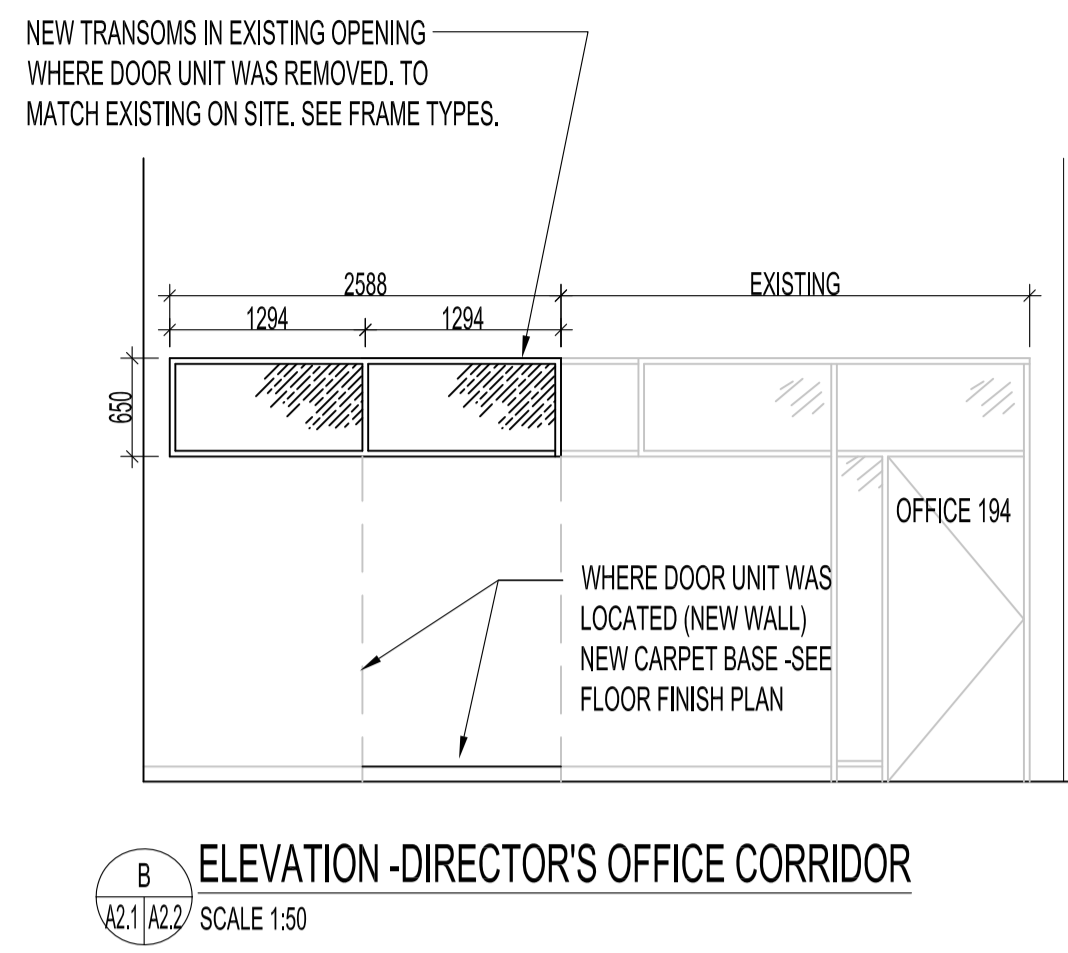 NEW TRANSOMS IN EXISTING OPENING
WHERE DOOR UNIT WAS REMOVED. TO
MATCH EXISTING ON SITE. SEE FRAME TYPES.
2588
EXISTING
1294
1294
650
OFFICE 194
WHERE DOOR UNIT WAS
LOCATED (NEW WALL)
NEW CARPET BASE -SEE
FLOOR FINISH PLAN
B
A2.1 A2.2
ELEVATION -DIRECTOR'S OFFICE CORRIDOR
SCALE 1:50